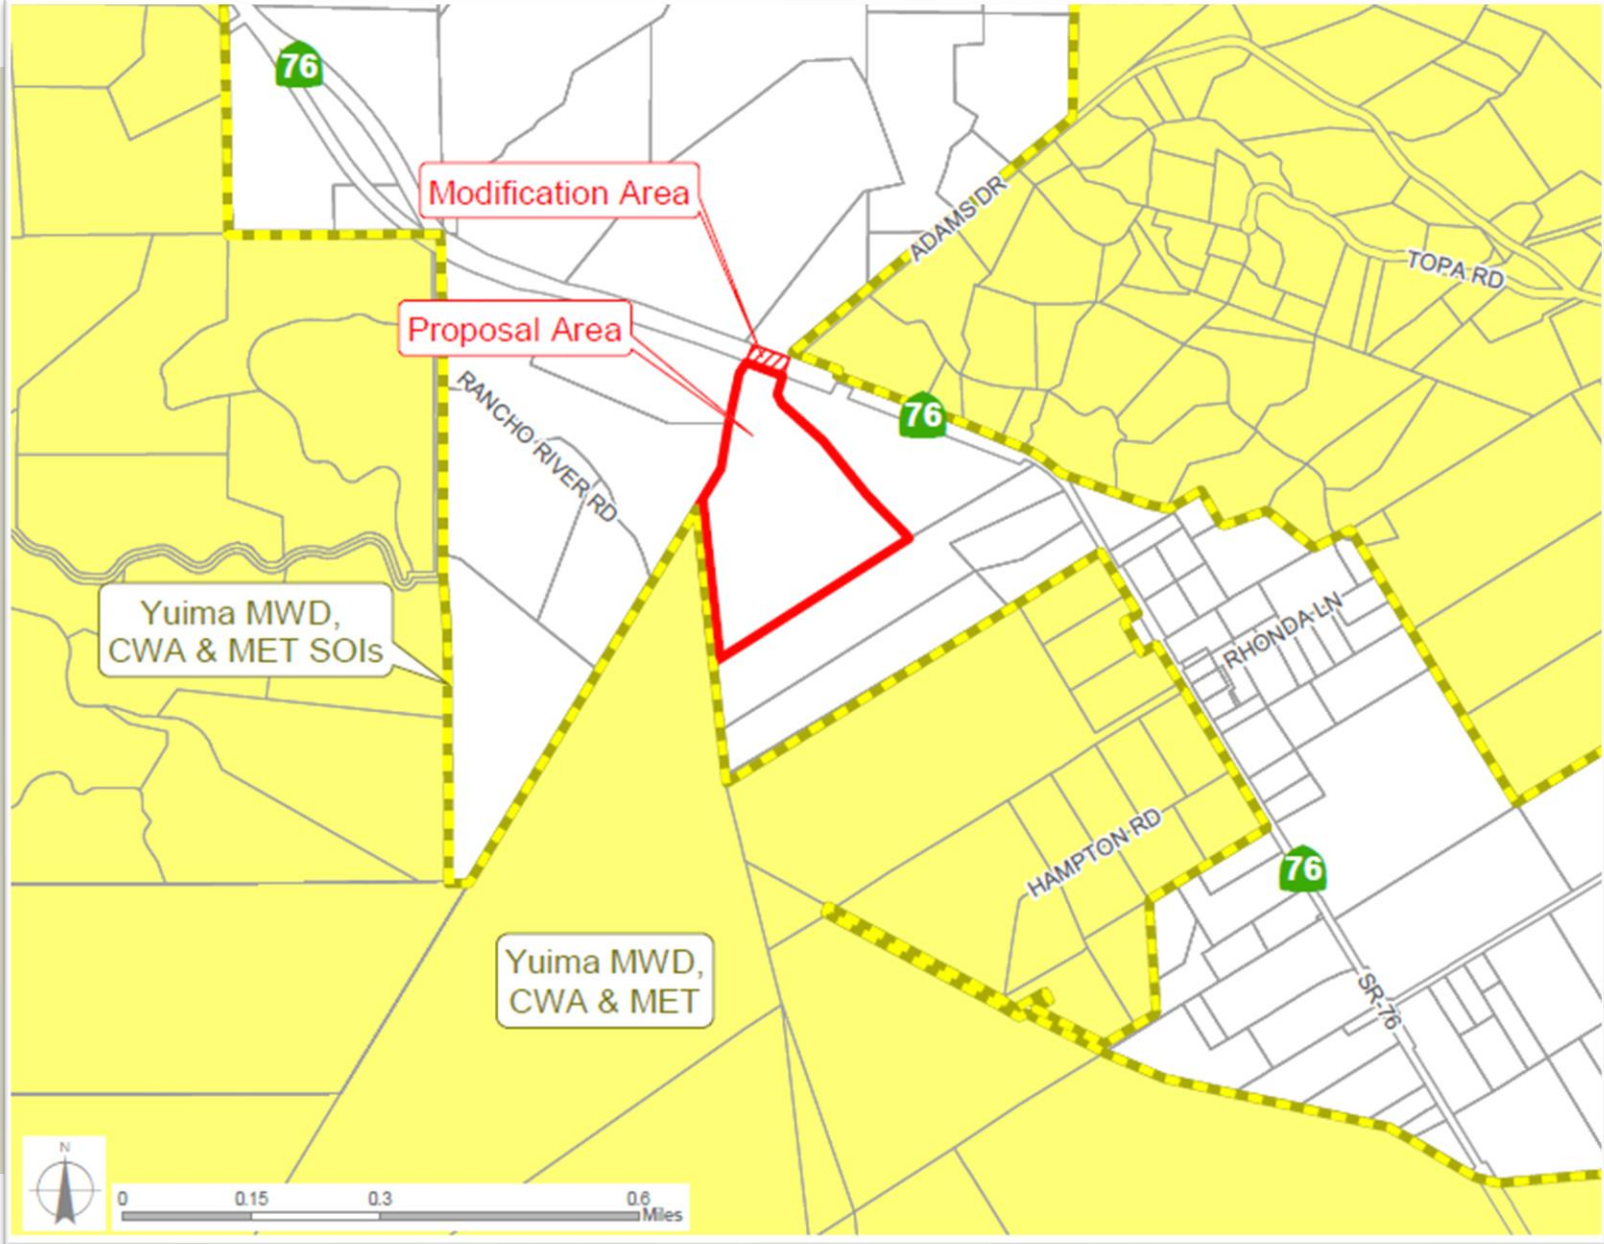 76
Modification Area
ADAMS DR
TOPA RD
Proposal Area
RANCHO RIVER RD
76
Yuima MWD,
CWA & MET SOIs
RHONDA LN
HAMPTON RD
76
Yuima MWD,
CWA & MET
SR-76
N
0 0.15 0.3 0.6
Miles